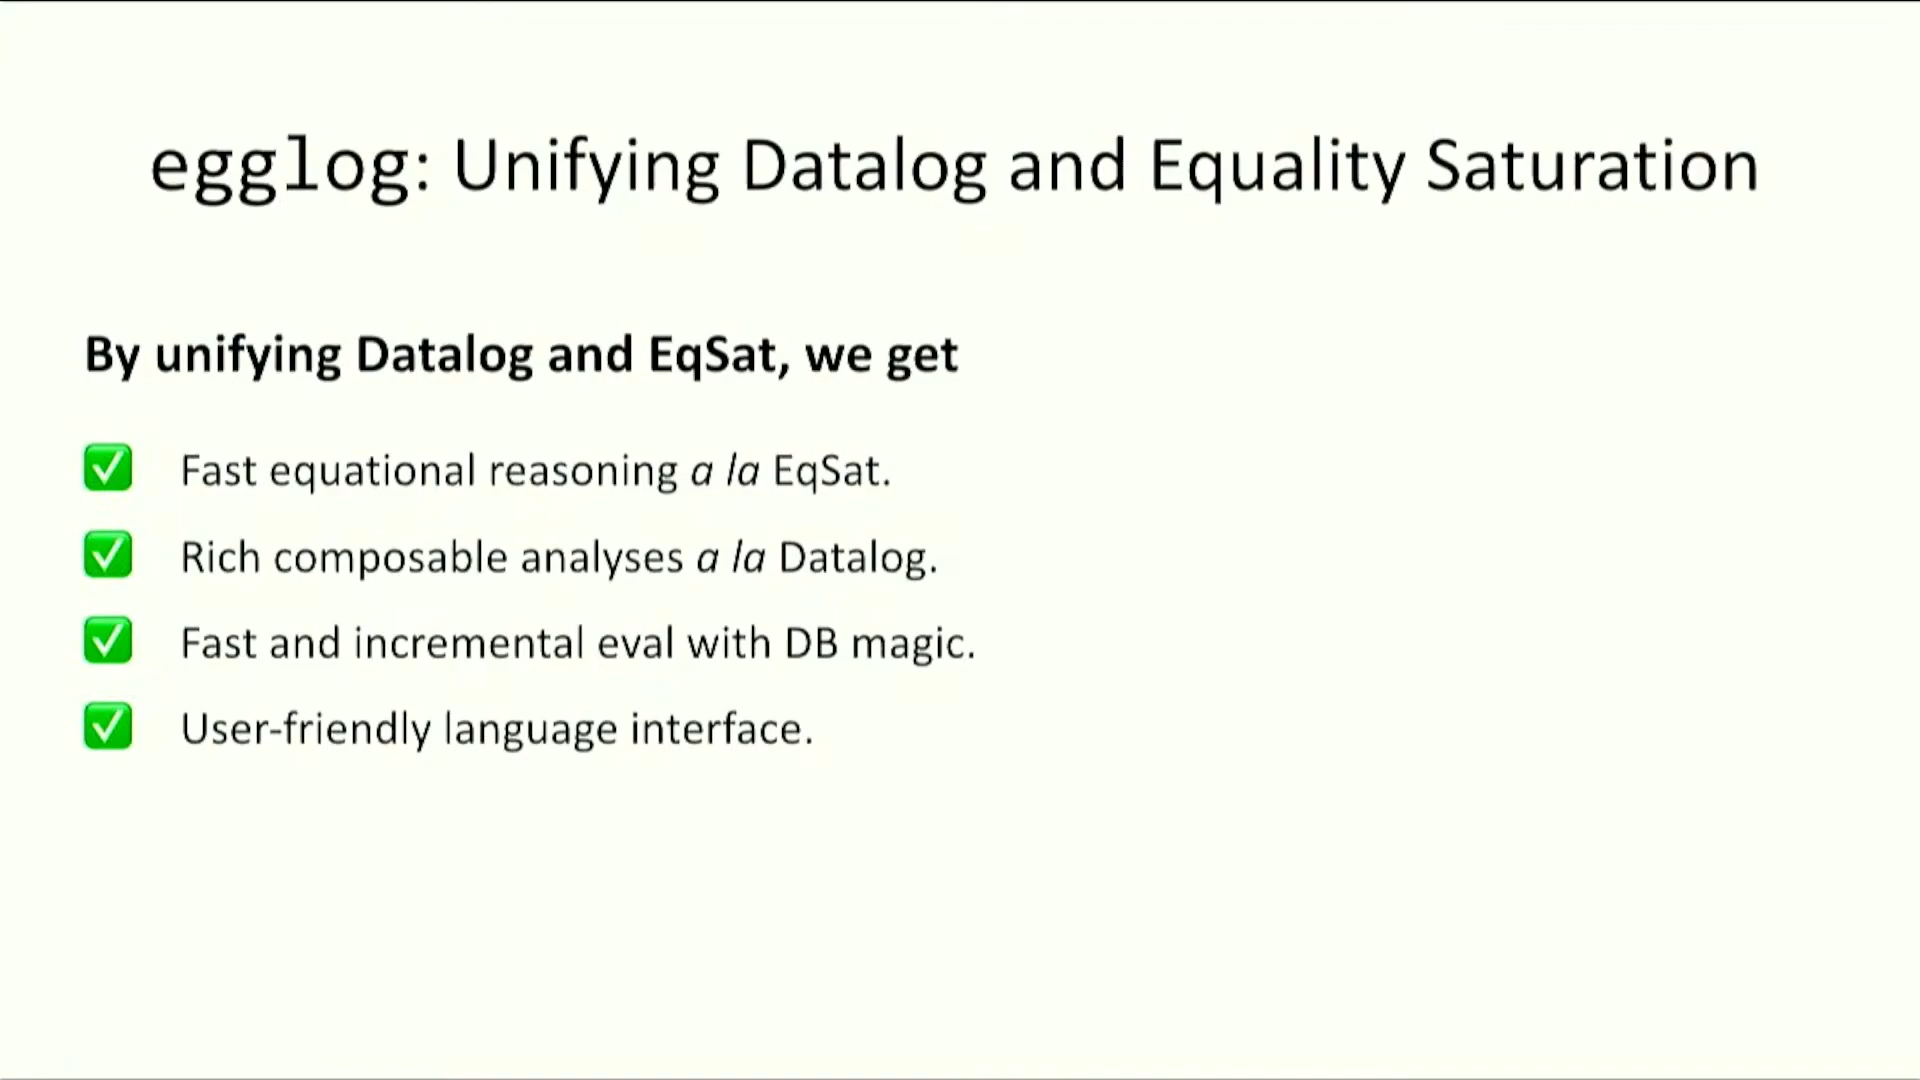 egglog: Unifying Datalog and Equality Saturation
By unifying Datalog and EqSat, we get
✅ Fast equational reasoning a la EqSat.
✅ Rich composable analyses a la Datalog.
✅ Fast and incremental eval with DB magic.
✅ User-friendly language interface.